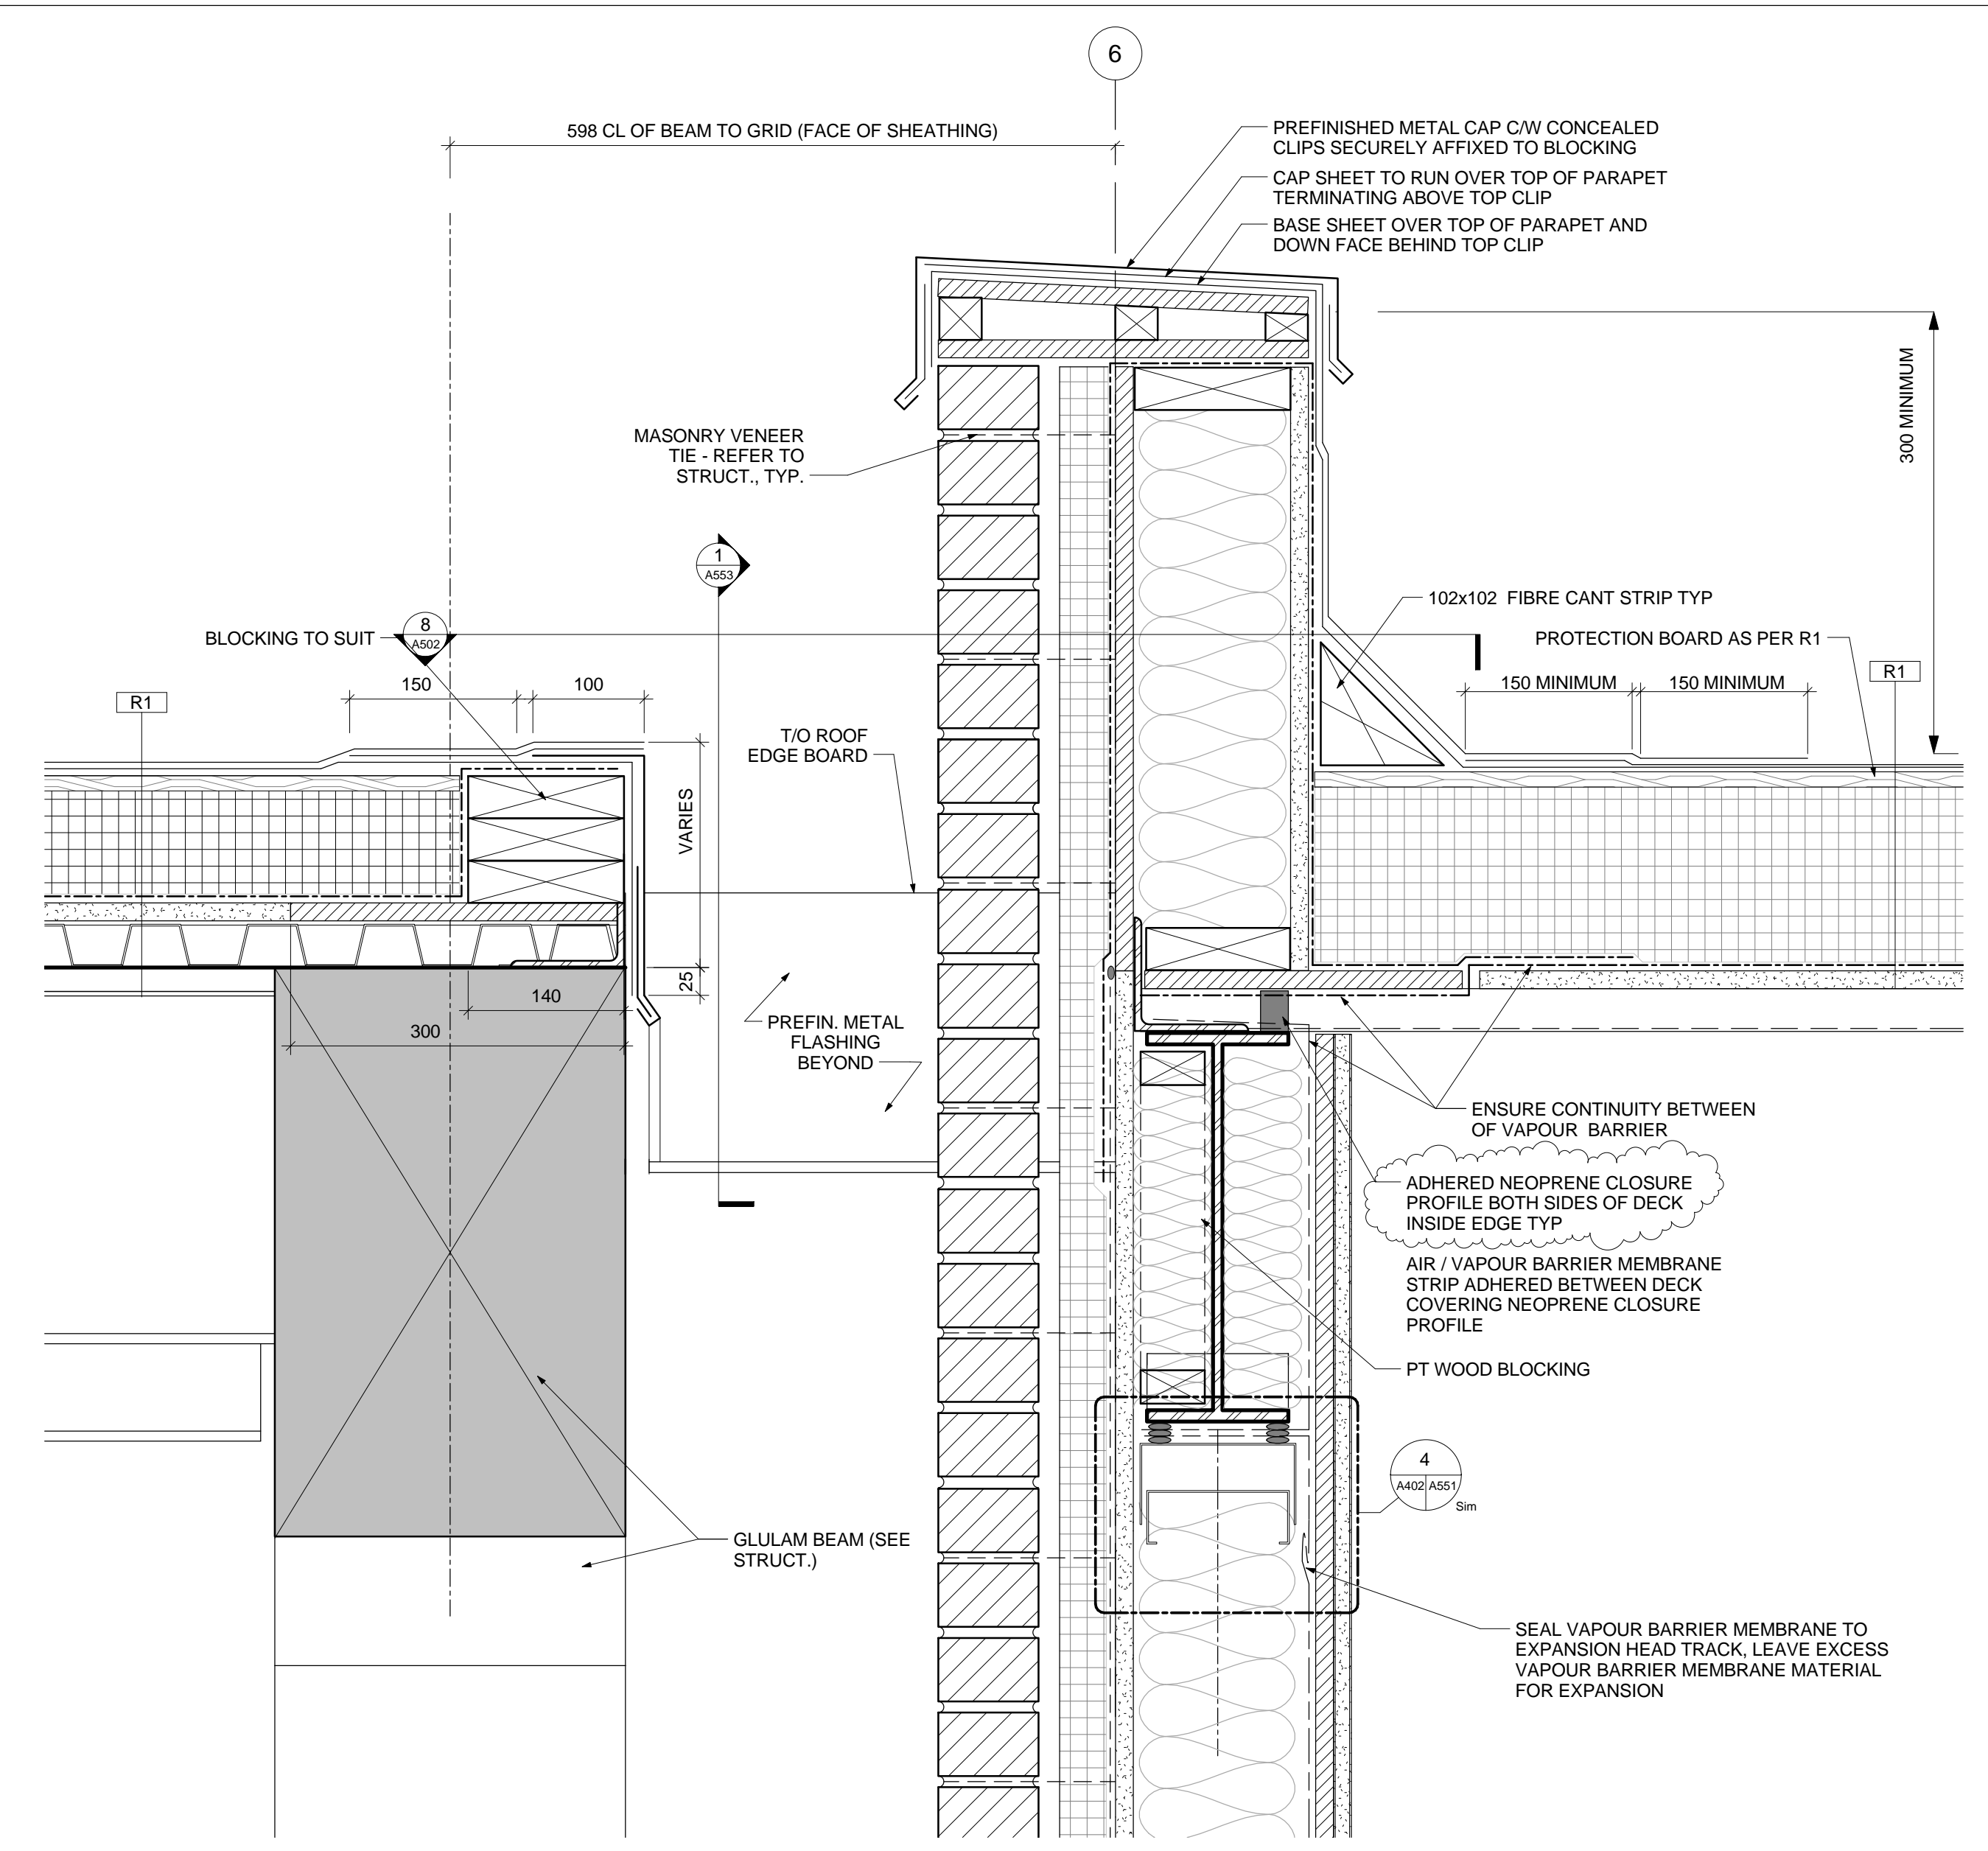 6
598 CL OF BEAM TO GRID (FACE OF SHEATHING)
PREFINISHED METAL CAP C/W CONCEALED
CLIPS SECURELY AFFIXED TO BLOCKING
CAP SHEET TO RUN OVER TOP OF PARAPET
TERMINATING ABOVE TOP CLIP
BASE SHEET OVER TOP OF PARAPET AND
DOWN FACE BEHIND TOP CLIP
300 MINIMUM
MASONRY VENEER
TIE - REFER TO
STRUCT., TYP.
1
A553
8
A502
BLOCKING TO SUIT
102x102 FIBRE CANT STRIP TYP
PROTECTION BOARD AS PER R1
R1
150
100
150 MINIMUM
150 MINIMUM
R1
T/O ROOF
EDGE BOARD
VARIES
25
140
300
PREFIN. METAL
FLASHING
BEYOND
ENSURE CONTINUITY BETWEEN
OF VAPOUR BARRIER
ADHERED NEOPRENE CLOSURE
PROFILE BOTH SIDES OF DECK
INSIDE EDGE TYP
AIR / VAPOUR BARRIER MEMBRANE
STRIP ADHERED BETWEEN DECK
COVERING NEOPRENE CLOSURE
PROFILE
PT WOOD BLOCKING
4
A402 A551
Sim
GLULAM BEAM (SEE
STRUCT.)
SEAL VAPOUR BARRIER MEMBRANE TO
EXPANSION HEAD TRACK, LEAVE EXCESS
VAPOUR BARRIER MEMBRANE MATERIAL
FOR EXPANSION